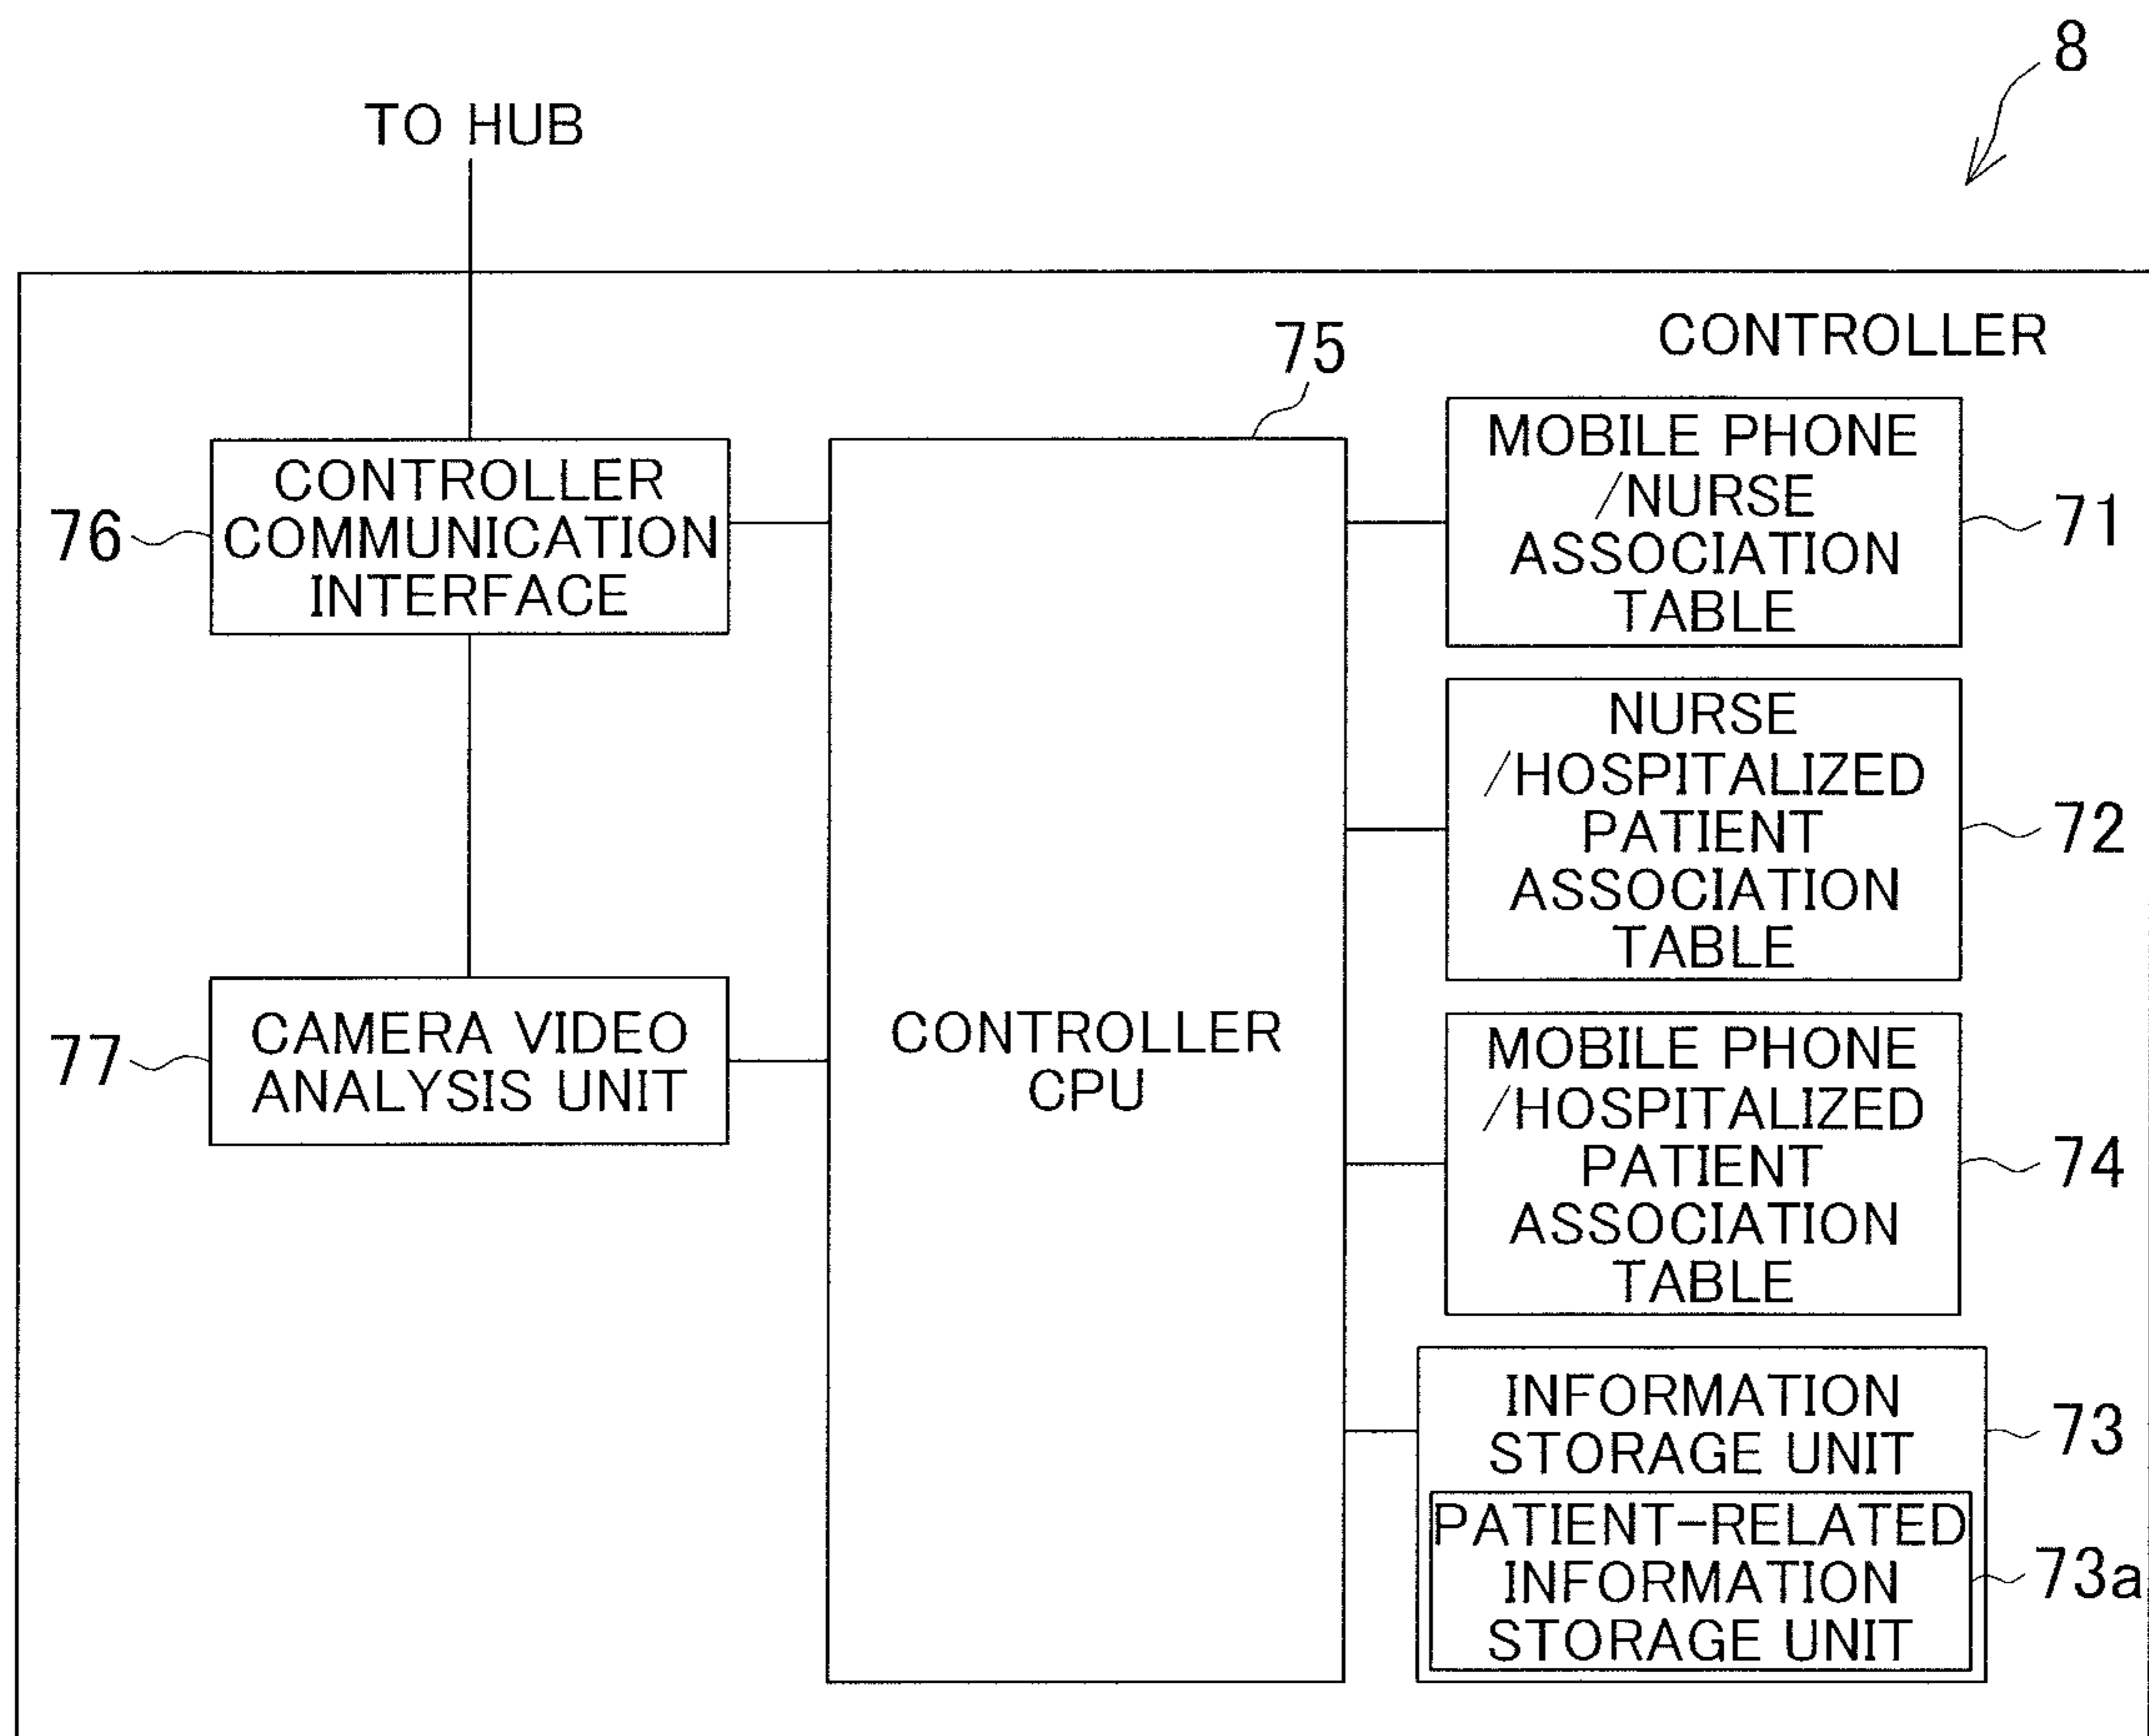 8
TO HUB
CONTROLLER
75
76
CONTROLLER
COMMUNICATION
INTERFACE
77
CAMERA VIDEO
ANALYSIS UNIT
CONTROLLER
CPU
MOBILE PHONE
/NURSE
ASSOCIATION
TABLE
71
NURSE
/HOSPITALIZED
PATIENT
ASSOCIATION
TABLE
72
MOBILE PHONE
/HOSPITALIZED
PATIENT
ASSOCIATION
TABLE
74
INFORMATION
STORAGE UNIT
73
PATIENT-RELATED
INFORMATION
STORAGE UNIT
73a